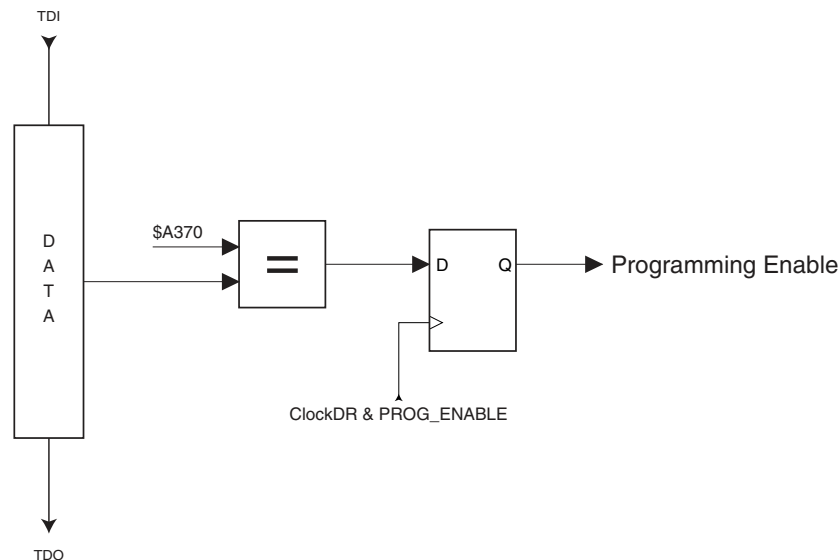 TDI
D
A
T
A
$A370
=
D
Q
Programming Enable
ClockDR & PROG_ENABLE
TDO